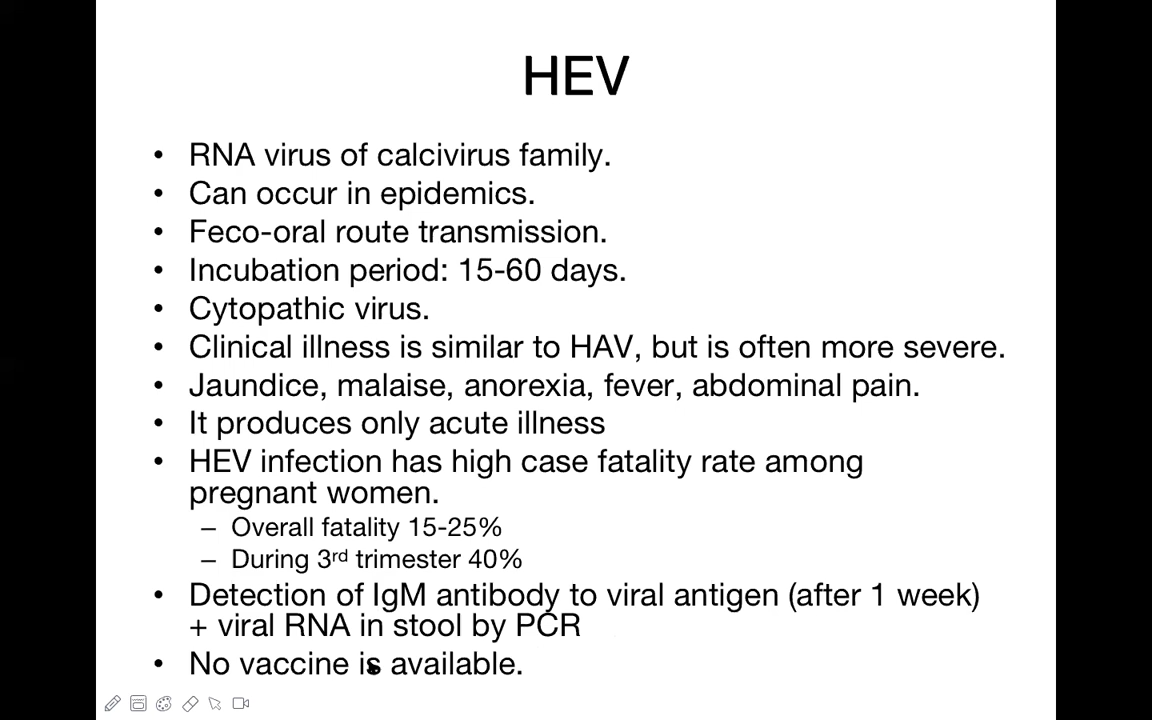 HEV
• RNA virus of calcivirus family.
• Can occur in epidemics.
• Feco-oral route transmission.
• Incubation period: 15-60 days.
• Cytopathic virus.
• Clinical illness is similar to HAV, but is often more severe.
• Jaundice, malaise, anorexia, fever, abdominal pain.
• It produces only acute illness
• HEV infection has high case fatality rate among
pregnant women.
– Overall fatality 15-25%
– During 3rd trimester 40%
• Detection of IgM antibody to viral antigen (after 1 week)
+ viral RNA in stool by PCR
• No vaccine is available.